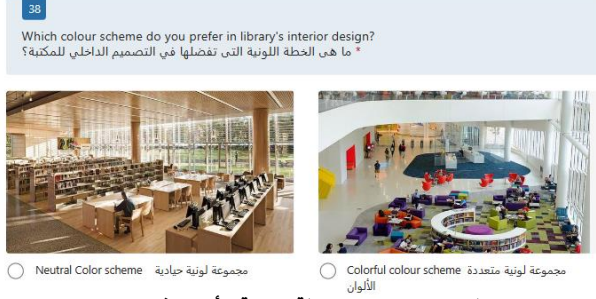 38
Which colour scheme do you prefer in library's interior design?
* ما هي الخطة اللونية التي تفضلها في التصميم الداخلي للمكتبة؟
Neutral Color scheme مجموعة لونية حيادية
Colorful colour scheme مجموعة لونية متعددة
الألوان